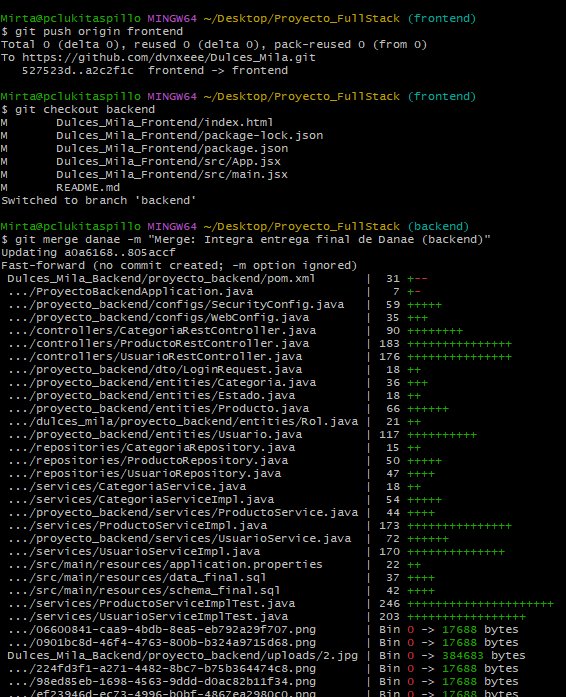 Mirta@pclukitaspillo MINGW64 ~/Desktop/Proyecto_FullStack (frontend)
$ git push origin frontend
Total 0 (delta 0), reused 0 (delta 0), pack-reused 0 (from 0)
To https://github.com/dvnxeee/Dulces_Mila.git
   527523d..a2c2f1c  frontend -> frontend

Mirta@pclukitaspillo MINGW64 ~/Desktop/Proyecto_FullStack (frontend)
$ git checkout backend
M       Dulces_Mila_Frontend/index.html
M       Dulces_Mila_Frontend/package-lock.json
M       Dulces_Mila_Frontend/package.json
M       Dulces_Mila_Frontend/src/App.jsx
M       Dulces_Mila_Frontend/src/main.jsx
M       README.md
Switched to branch 'backend'

Mirta@pclukitaspillo MINGW64 ~/Desktop/Proyecto_FullStack (backend)
$ git merge danae -m "Merge: Integra entrega final de Danae (backend)"
Updating a0a6168..805accf
Fast-forward (no commit created; -m option ignored)
 Dulces_Mila_Backend/proyecto_backend/pom.xml       |  31 +--
 .../ProyectoBackendApplication.java                |   7 +-
 .../proyecto_backend/configs/SecurityConfig.java   |  59 +++++
 .../proyecto_backend/configs/WebConfig.java        |  35 +++
 .../controllers/CategoriaRestController.java       |  90 ++++++++
 .../controllers/ProductoRestController.java        | 183 +++++++++++++++
 .../controllers/UsuarioRestController.java         | 176 +++++++++++++++
 .../proyecto_backend/dto/LoginRequest.java         |  18 ++
 .../proyecto_backend/entities/Categoria.java       |  36 +++
 .../proyecto_backend/entities/Estado.java          |  18 ++
 .../proyecto_backend/entities/Producto.java        |  66 ++++++
 .../dulces_mila/proyecto_backend/entities/Rol.java |  21 ++
 .../proyecto_backend/entities/Usuario.java         | 117 ++++++++++
 .../repositories/CategoriaRepository.java          |  15 ++
 .../repositories/ProductoRepository.java           |  50 +++++
 .../repositories/UsuarioRepository.java            |  47 ++++
 .../services/CategoriaService.java                 |  18 ++
 .../services/CategoriaServiceImpl.java             |  54 +++++
 .../proyecto_backend/services/ProductoService.java |  44 ++++
 .../services/ProductoServiceImpl.java              | 173 +++++++++++++++
 .../proyecto_backend/services/UsuarioService.java  |  72 ++++++
 .../services/UsuarioServiceImpl.java               | 170 ++++++++++++++
 .../src/main/resources/application.properties      |  22 ++
 .../src/main/resources/data_final.sql              |  37 ++++
 .../src/main/resources/schema_final.sql            |  42 ++++
 .../services/ProductoServiceImplTest.java          | 246 +++++++++++++++++++++
 .../services/UsuarioServiceImplTest.java           | 203 +++++++++++++++++
 .../06600841-caa9-4bdb-8ea5-eb792a29f707.png       | Bin 0 -> 17688 bytes
 .../0901bc8d-46f4-4763-800b-b324a9715d68.png       | Bin 0 -> 17688 bytes
 Dulces_Mila_Backend/proyecto_backend/uploads/2.jpg | Bin 0 -> 384683 bytes
 .../224fd3f1-a271-4482-8bc7-b75b364474c8.png       | Bin 0 -> 17688 bytes
 .../98ed85eb-1698-4563-9ddd-d0ac82b11f34.png       | Bin 0 -> 17688 bytes
 .../ef23946d-ec73-4996-b0bf-4867ea2980c0.png       | Bin 0 -> 17688 bytes